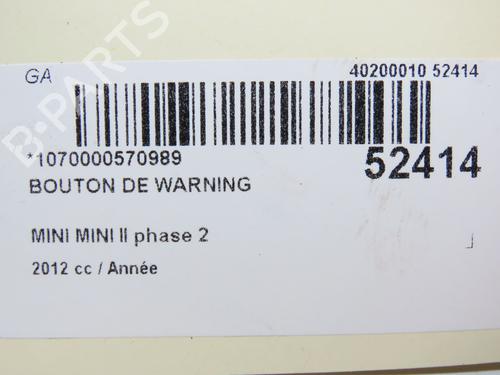 GA
40200010 52414
*1070000570989
52414
BOUTON DE WARNING
MINI MINI II phase 2
2012 cc / Année
B-PARTS